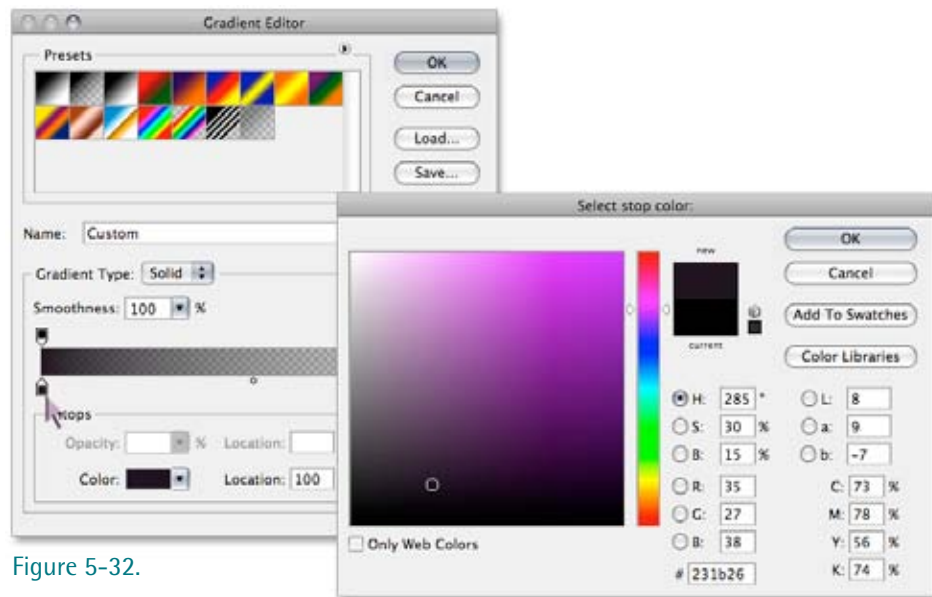 Gradient Editor
Presets
OK
Cancel
Load...
Save...
Name: Custom
Gradient Type: Solid
Smoothness: 100 %
tops
Opacity: % Location:
Color: Location: 100
Select stop color:
new
current
OK
Cancel
Add To Swatches
Color Libraries
H: 285 °
S: 30 %
B: 15 %
R: 35
G: 27
B: 38
# 231b26
L: 8
a: 9
b: -7
C: 73 %
M: 78 %
Y: 56 %
K: 74 %
Only Web Colors
Figure 5-32.